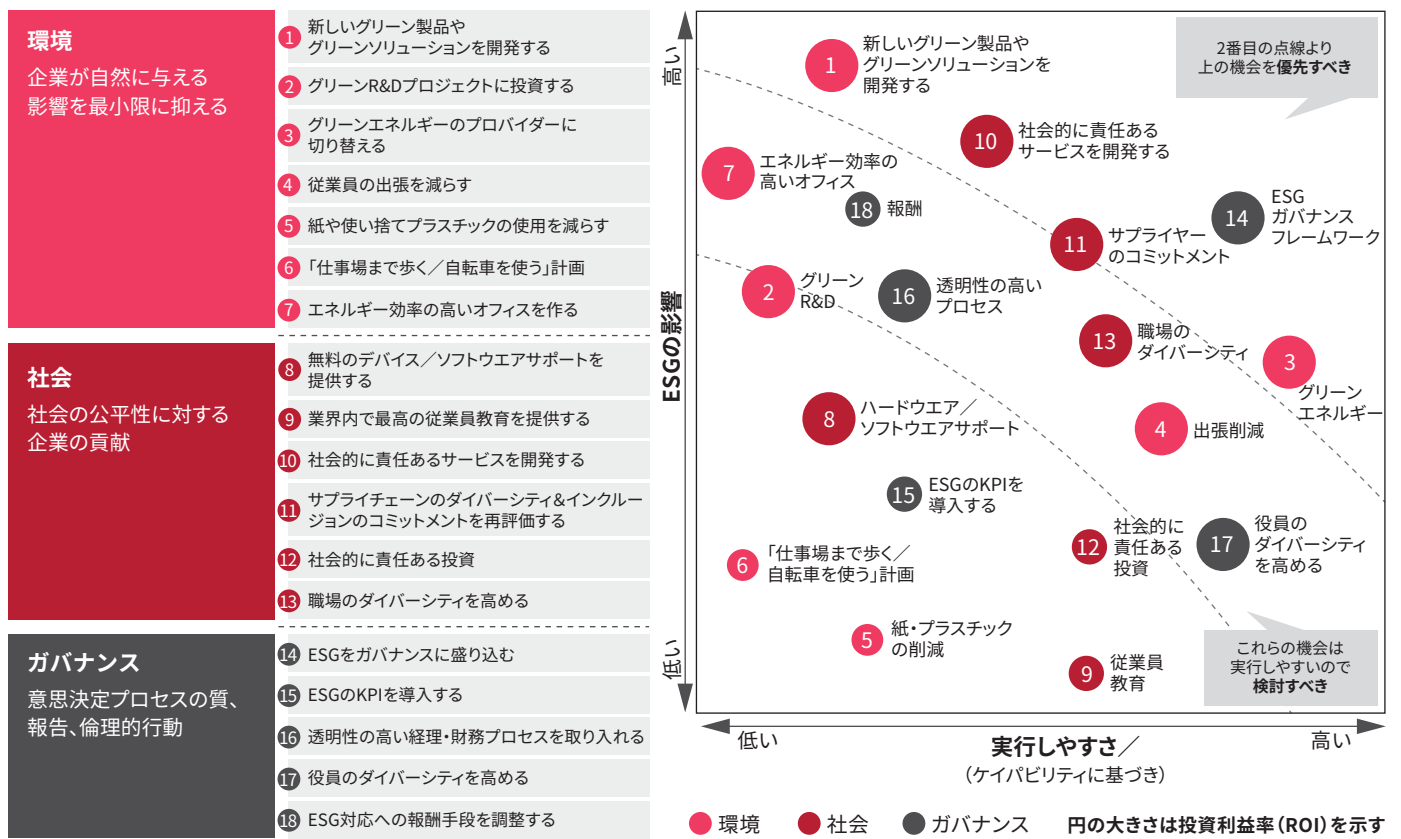 環境
企業が自然に与える
影響を最小限に抑える
1 新しいグリーン製品や
グリーンソリューションを開発する
2 グリーンR&Dプロジェクトに投資する
3 グリーンエネルギーのプロバイダーに
切り替える
4 従業員の出張を減らす
5 紙や使い捨てプラスチックの使用を減らす
6 「仕事場まで歩く／自転車を使う」計画
7 エネルギー効率の高いオフィスを作る
社会
社会の公平性に対する
企業の貢献
8 無料のデバイス／ソフトウエアサポートを
提供する
9 業界内で最高の従業員教育を提供する
10 社会的に責任あるサービスを開発する
11 サプライチェーンのダイバーシティ&インクルー
ジョンのコミットメントを再評価する
12 社会的に責任ある投資
13 職場のダイバーシティを高める
ガバナンス
意思決定プロセスの質、
報告、倫理的行動
14 ESGをガバナンスに盛り込む
15 ESGのKPIを導入する
16 透明性の高い経理・財務プロセスを取り入れる
17 役員のダイバーシティを高める
18 ESG対応への報酬手段を調整する
ESGの影響
高い
低い
1 新しいグリーン製品や
グリーンソリューションを
開発する
2番目の点線より
上の機会を優先すべき
10 社会的に責任ある
サービスを開発する
7 エネルギー効率の
高いオフィス
18 報酬
14 ESG
ガバナンス
フレームワーク
11 サプライヤー
のコミットメント
2 グリーン
R&D
16 透明性の高い
プロセス
13 職場の
ダイバーシティ
3 グリーン
エネルギー
8 ハードウエア／
ソフトウエアサポート
4 出張削減
15 ESGのKPIを
導入する
12 社会的に
責任ある
投資
17 役員の
ダイバーシティ
を高める
6 「仕事場まで歩く／
自転車を使う」計画
5 紙・プラスチック
の削減
9 従業員
教育
これらの機会は
実行しやすいので
検討すべき
低い
実行しやすさ／
（ケイパビリティに基づき）
高い
環境 社会 ガバナンス 円の大きさは投資利益率（ROI）を示す